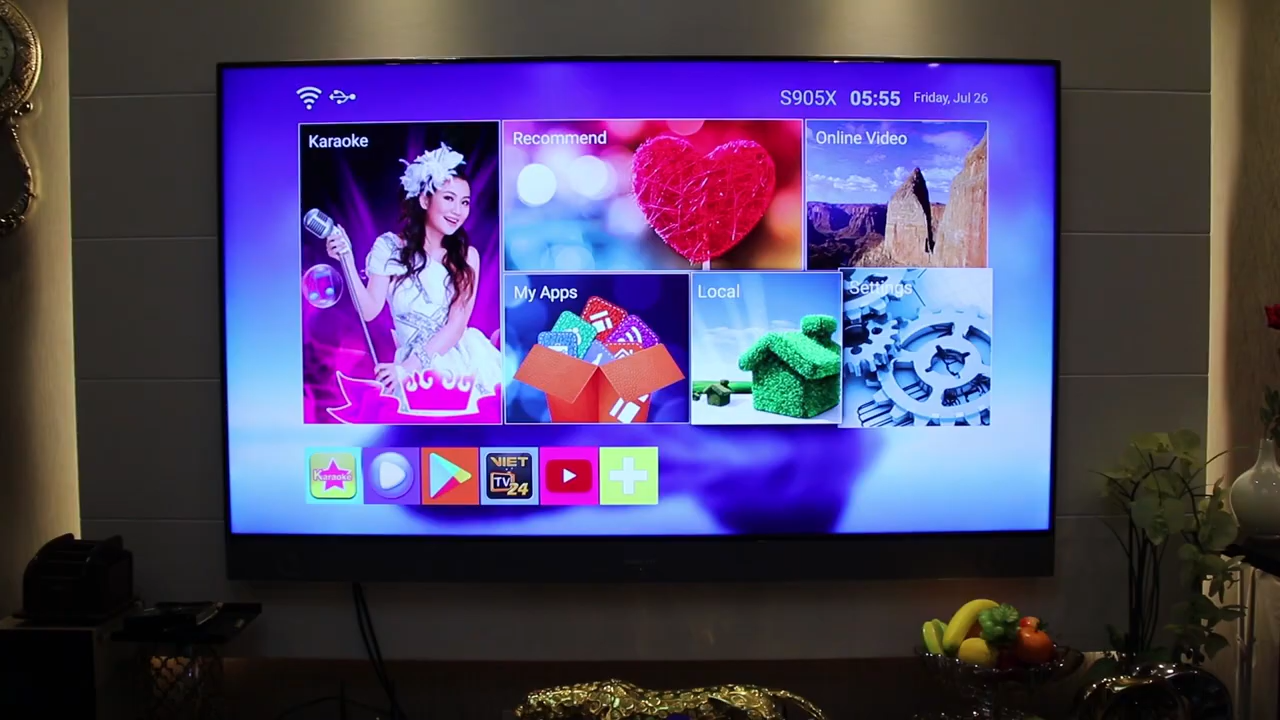 S905X 05:55 Friday, Jul 26
Karaoke
Recommend
Online Video
My Apps
Local
Settings
Karaoke
VIET
TV
24